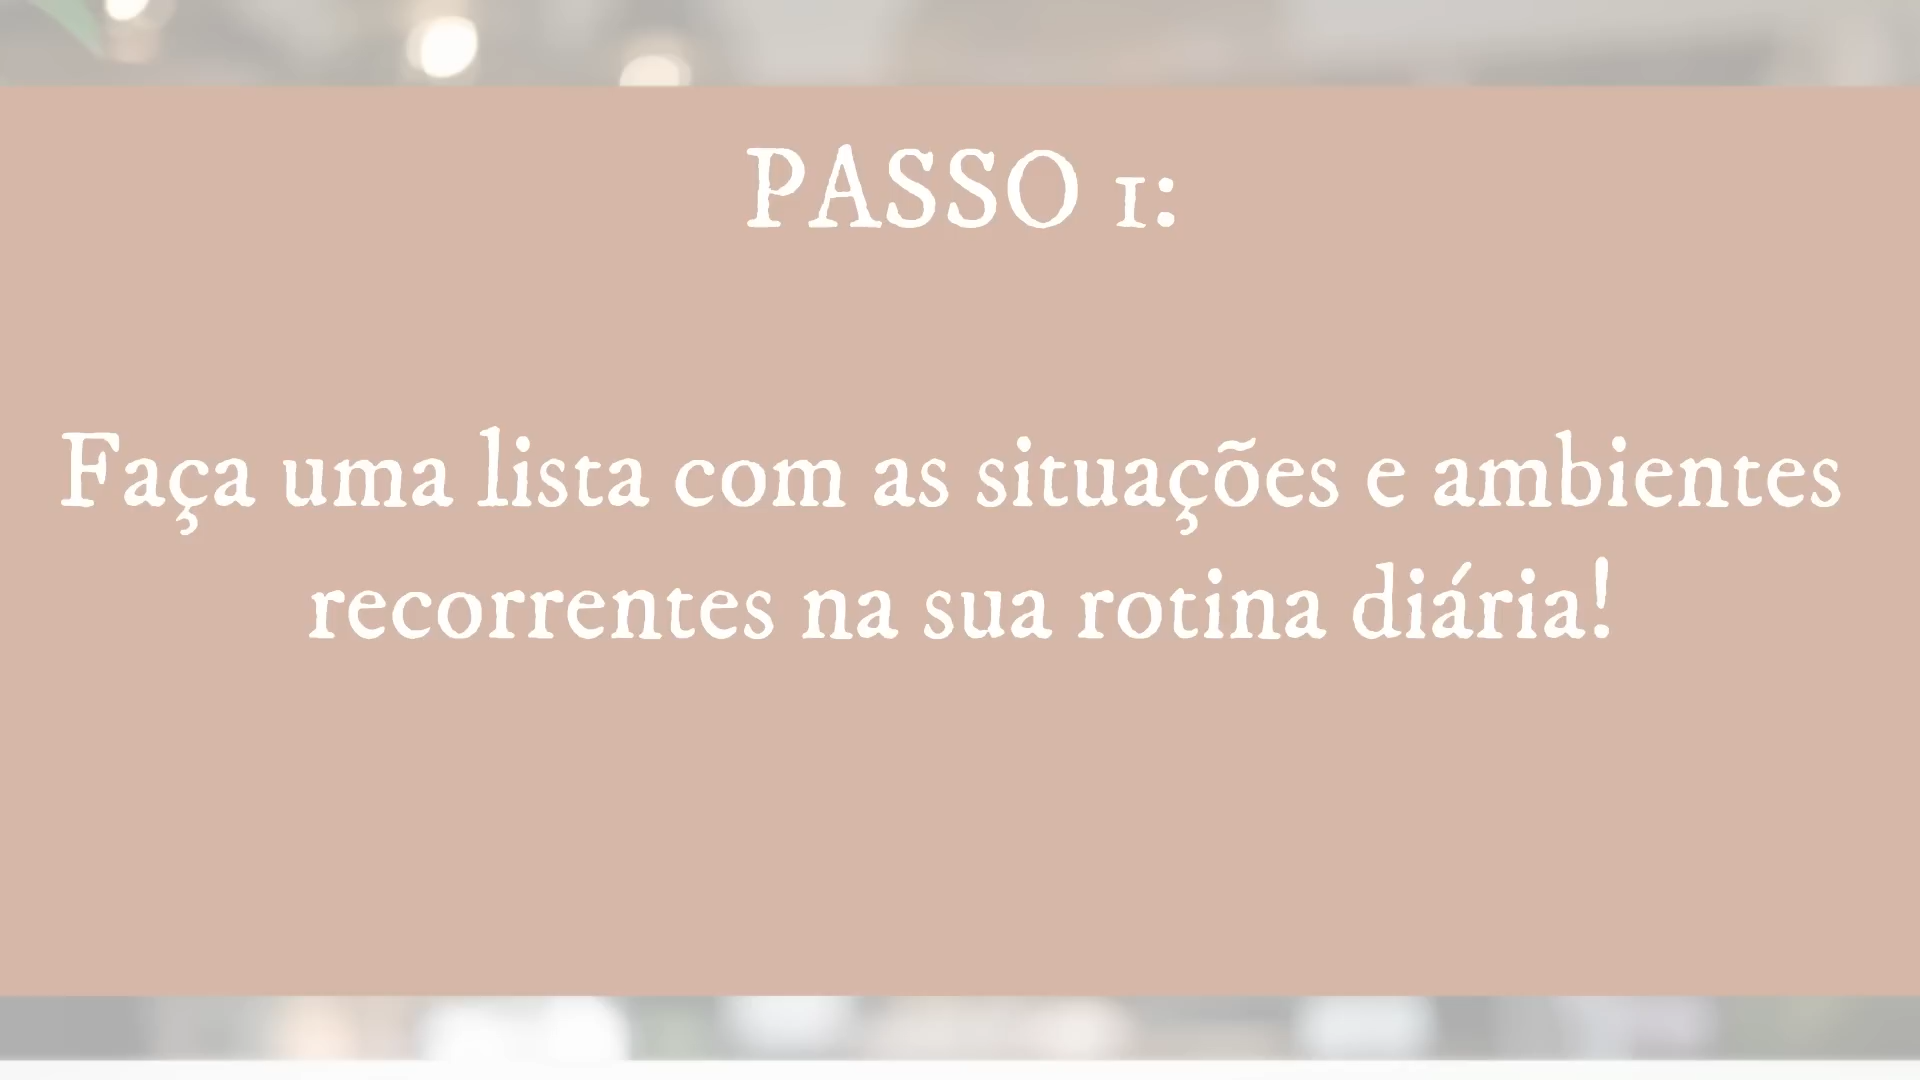 PASSO 1:
Faça uma lista com as situações e ambientes
recorrentes na sua rotina diária!